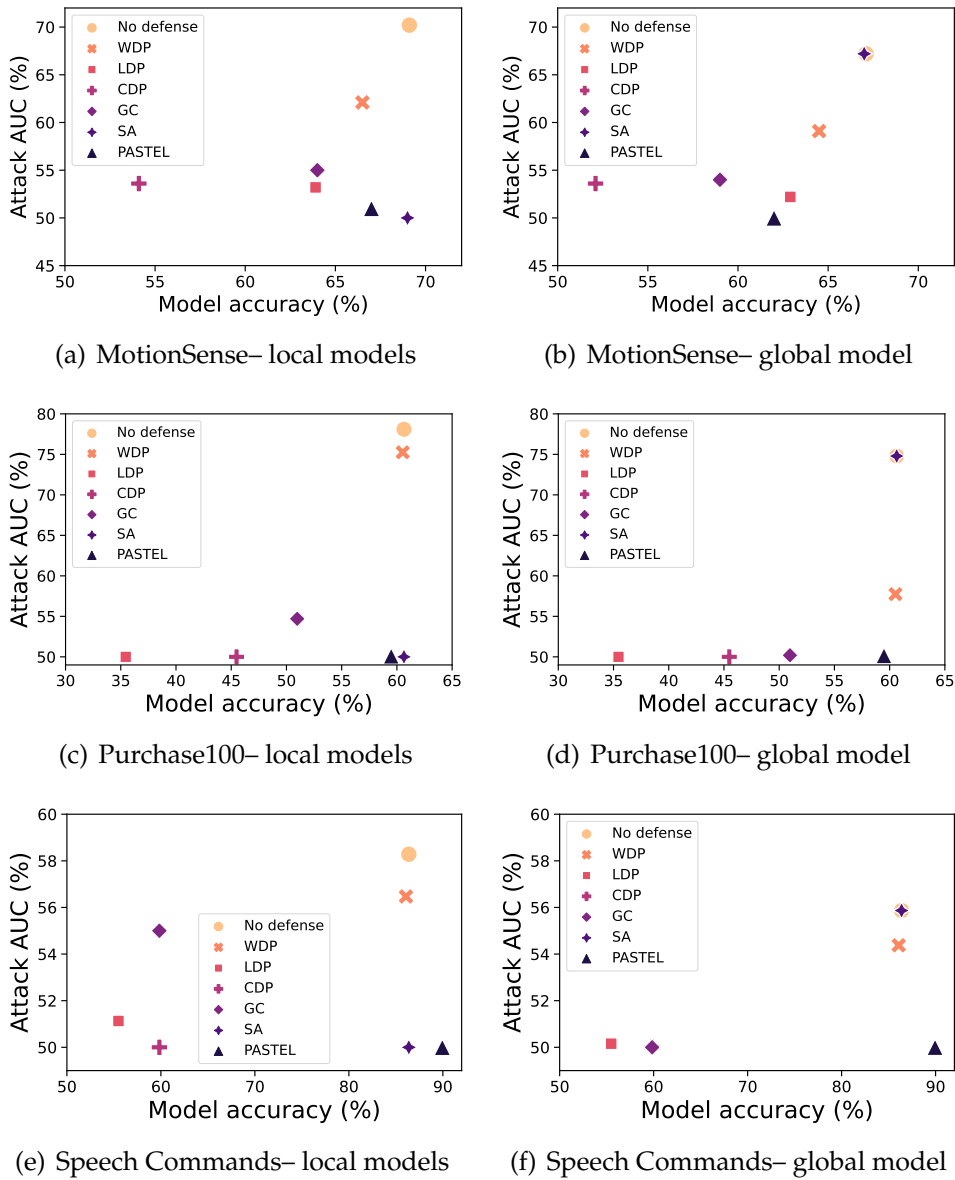 70
65
60
55
50
45
Attack AUC (%)
No defense
WDP
LDP
CDP
GC
SA
PASTEL
50 55 60 65 70
Model accuracy (%)
(a) MotionSense– local models
70
65
60
55
50
45
Attack AUC (%)
No defense
WDP
LDP
CDP
GC
SA
PASTEL
50 55 60 65 70
Model accuracy (%)
(b) MotionSense– global model
80
75
70
65
60
55
50
Attack AUC (%)
No defense
WDP
LDP
CDP
GC
SA
PASTEL
30 35 40 45 50 55 60 65
Model accuracy (%)
(c) Purchase100– local models
80
75
70
65
60
55
50
Attack AUC (%)
No defense
WDP
LDP
CDP
GC
SA
PASTEL
30 35 40 45 50 55 60 65
Model accuracy (%)
(d) Purchase100– global model
60
58
56
54
52
50
Attack AUC (%)
No defense
WDP
LDP
CDP
GC
SA
PASTEL
50 60 70 80 90
Model accuracy (%)
(e) Speech Commands– local models
60
58
56
54
52
50
Attack AUC (%)
No defense
WDP
LDP
CDP
GC
SA
PASTEL
50 60 70 80 90
Model accuracy (%)
(f) Speech Commands– global model